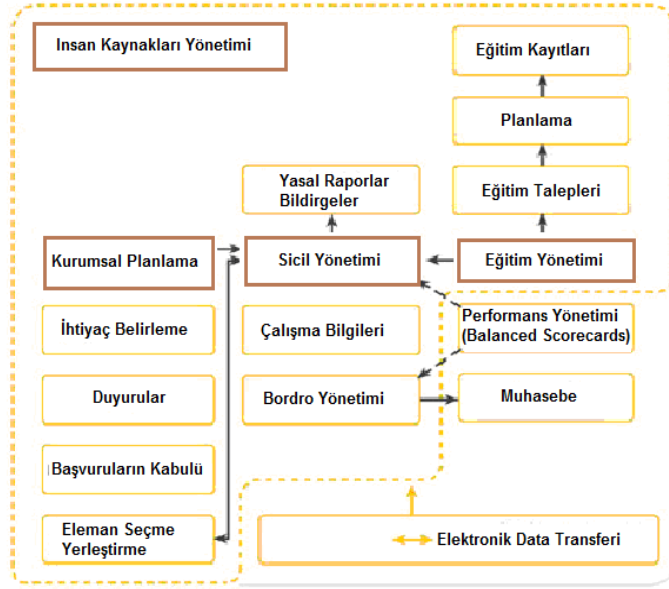 Insan Kaynakları Yönetimi
Eğitim Kayıtları
Planlama
Yasal Raporlar
Bildirgeler
Eğitim Talepleri
Kurumsal Planlama
Sicil Yönetimi
Eğitim Yönetimi
İhtiyaç Belirleme
Çalışma Bilgileri
Performans Yönetimi
(Balanced Scorecards)
Duyurular
Bordro Yönetimi
Muhasebe
Başvuruların Kabulü
Eleman Seçme
Yerleştirme
Elektronik Data Transferi